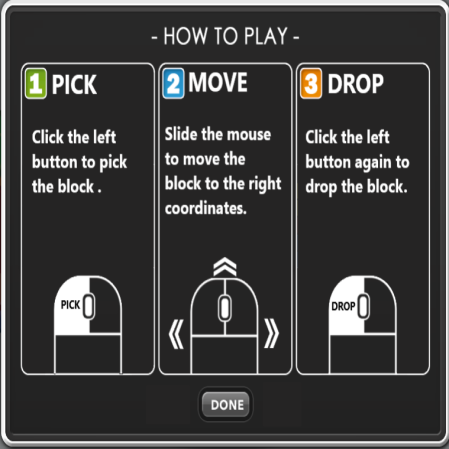 - HOW TO PLAY -
1 PICK
Click the left
button to pick
the block .
PICK
2 MOVE
Slide the mouse
to move the
block to the right
coordinates.
3 DROP
Click the left
button again to
drop the block.
DROP
DONE